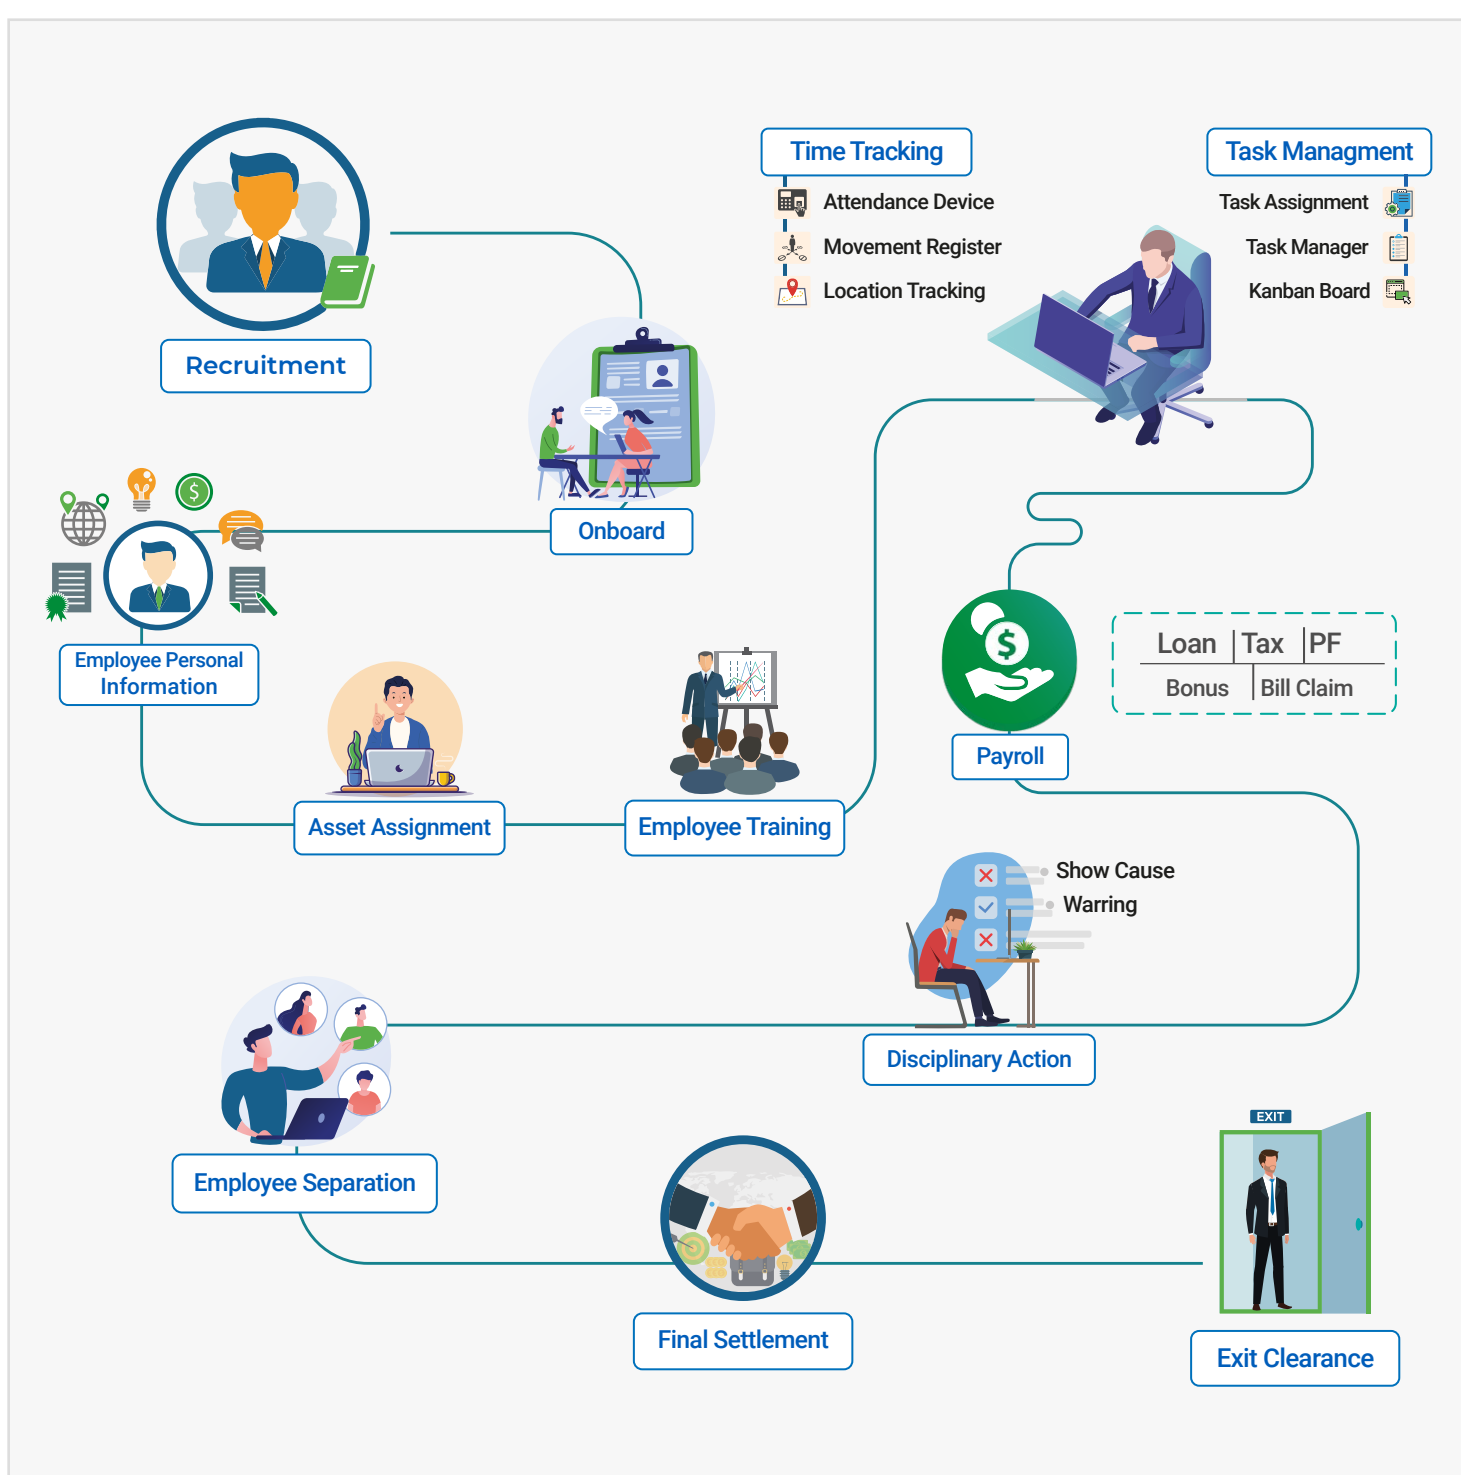 Recruitment
Time Tracking
Attendance Device
Movement Register
Location Tracking
Task Managment
Task Assignment
Task Manager
Kanban Board
Onboard
$
Employee Personal
Information
Asset Assignment
Employee Training
$
Payroll
Loan Tax PF
Bonus Bill Claim
Show Cause
Warring
Disciplinary Action
Employee Separation
Final Settlement
EXIT
Exit Clearance